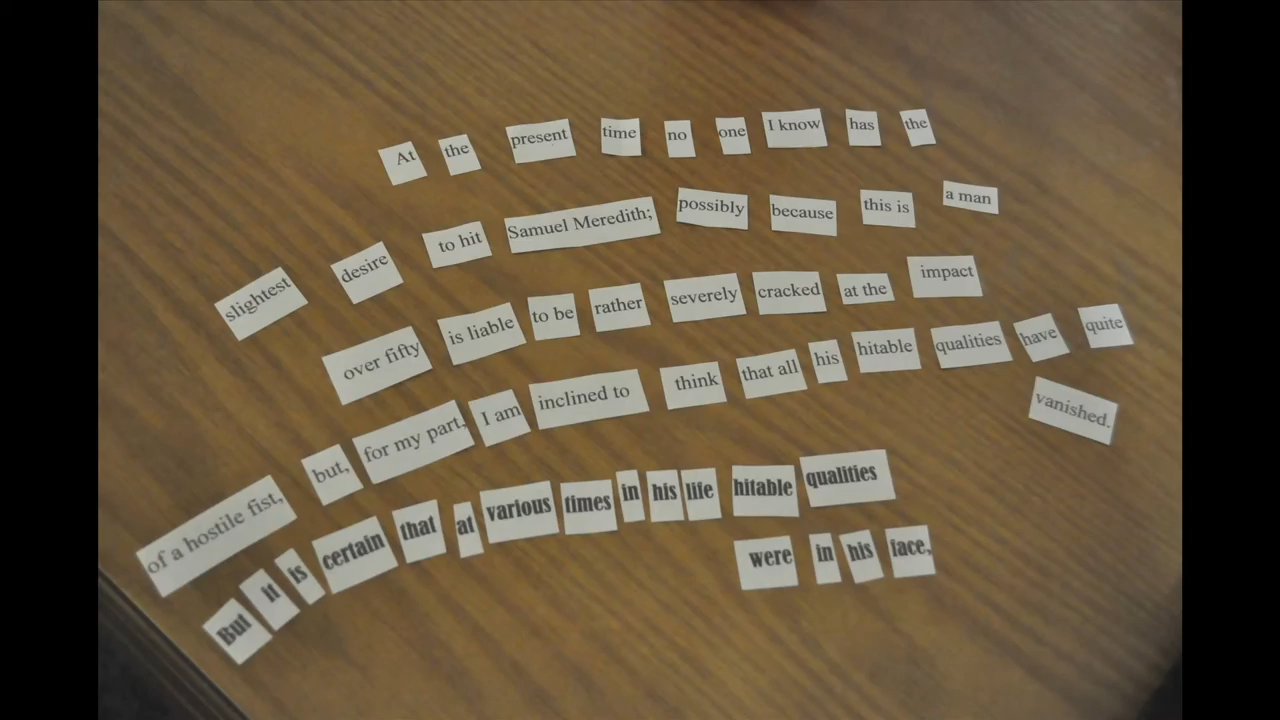 At the present time no one I know has the
slightest desire to hit Samuel Meredith; possibly because this is a man
over fifty is liable to be rather severely cracked at the impact
of a hostile fist, but, for my part, I am inclined to think that all his hitable qualities have quite
vanished.
But it is certain that at various times in his life hitable qualities
were in his face,